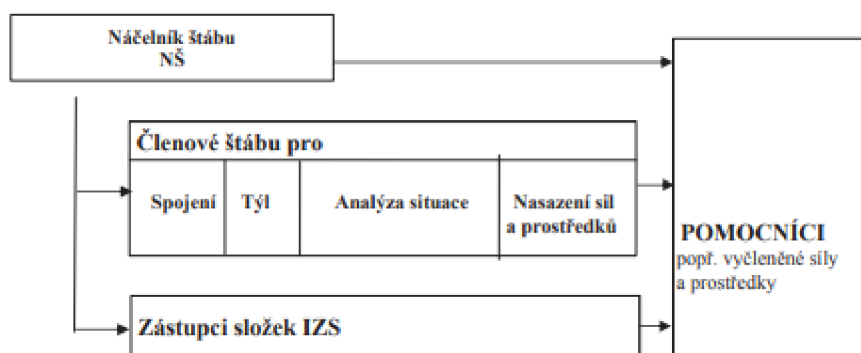 Náčelník štábu
NŠ
Členové štábu pro
Spojení
Týl
Analýza situace
Nasazení sil
a prostředků
POMOCNÍCI
popř. vyčleněné síly
a prostředky
Zástupci složek IZS